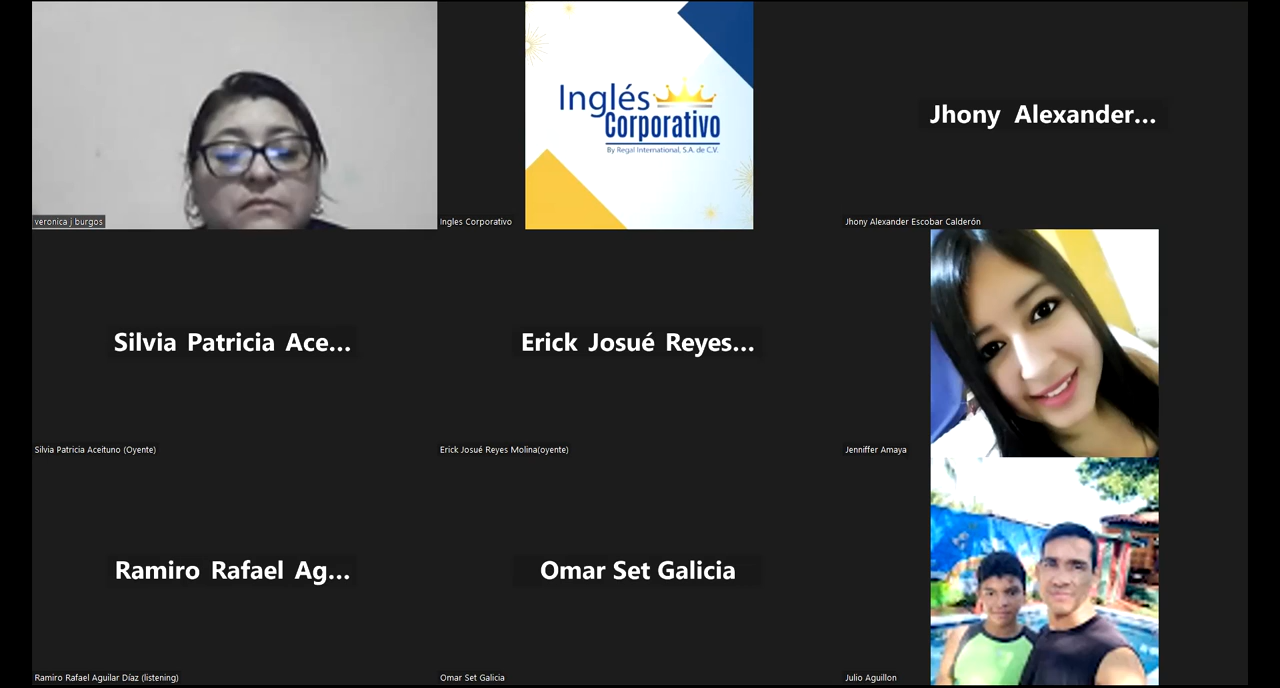 Inglés
Corporativo
By Regal International, S.A. de C.V.
Jhony Alexander...
veronica j burgos
Ingles Corporativo
Jhony Alexander Escobar Calderón
Silvia Patricia Ace...
Erick Josué Reyes...
Silvia Patricia Aceituno (Oyente)
Erick Josué Reyes Molina(oyente)
Jenniffer Amaya
Ramiro Rafael Ag...
Omar Set Galicia
Ramiro Rafael Aguilar Díaz (listening)
Omar Set Galicia
Julio Aguillon